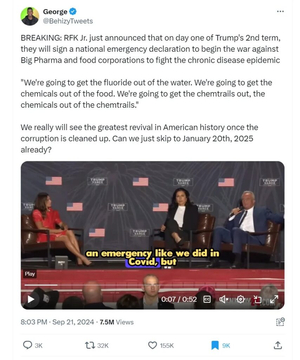 George
@BehizyTweets
BREAKING: RFK Jr. just announced that on day one of Trump's 2nd term,
they will sign a national emergency declaration to begin the war against
Big Pharma and food corporations to fight the chronic disease epidemic
"We're going to get the fluoride out of the water. We're going to get the
chemicals out of the food. We're going to get the chemtrails out, the
chemicals out of the chemtrails."
We really will see the greatest revival in American history once the
corruption is cleaned up. Can we just skip to January 20th, 2025
already?
an emergency like we did in
Covid, but
Play
0:07 / 0:52
8:03 PM · Sep 21, 2024 · 7.5M Views
3K
32K
155K
9K